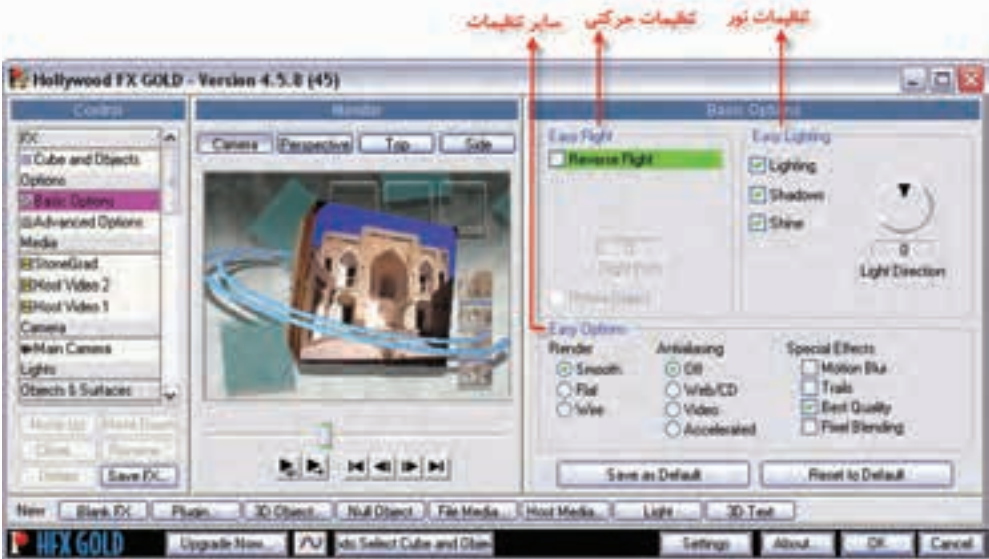 تنظیمات نور
تنظیمات حرکتی
سایر تنظیمات
Hollywood FX GOLD - Version 4.5.8 (45)
Control
Monitor
Basic Options
FX
Cube and Objects
Options
Basic Options
Advanced Options
Media
StoneGrad
Host Video 2
Host Video 1
Camera
Main Camera
Lights
Objects & Surfaces
Save FX...
Camera
Perspective
Top
Side
Easy Flight
Reverse Flight
Easy Lighting
Lighting
Shadows
Shine
0
Light Direction
Easy Options
Render
Smooth
Flat
Wire
Antialiasing
Off
Web/CD
Video
Accelerated
Special Effects
Motion Blur
Trails
Best Quality
Pixel Blending
Save as Default
Reset to Default
New
Blank FX
Plugin...
3D Object...
Null Object
File Media...
Host Media...
Light
3D Text
HFX GOLD
Upgrade Now...
Select Cube and Obje
Settings
About...
OK
Cancel